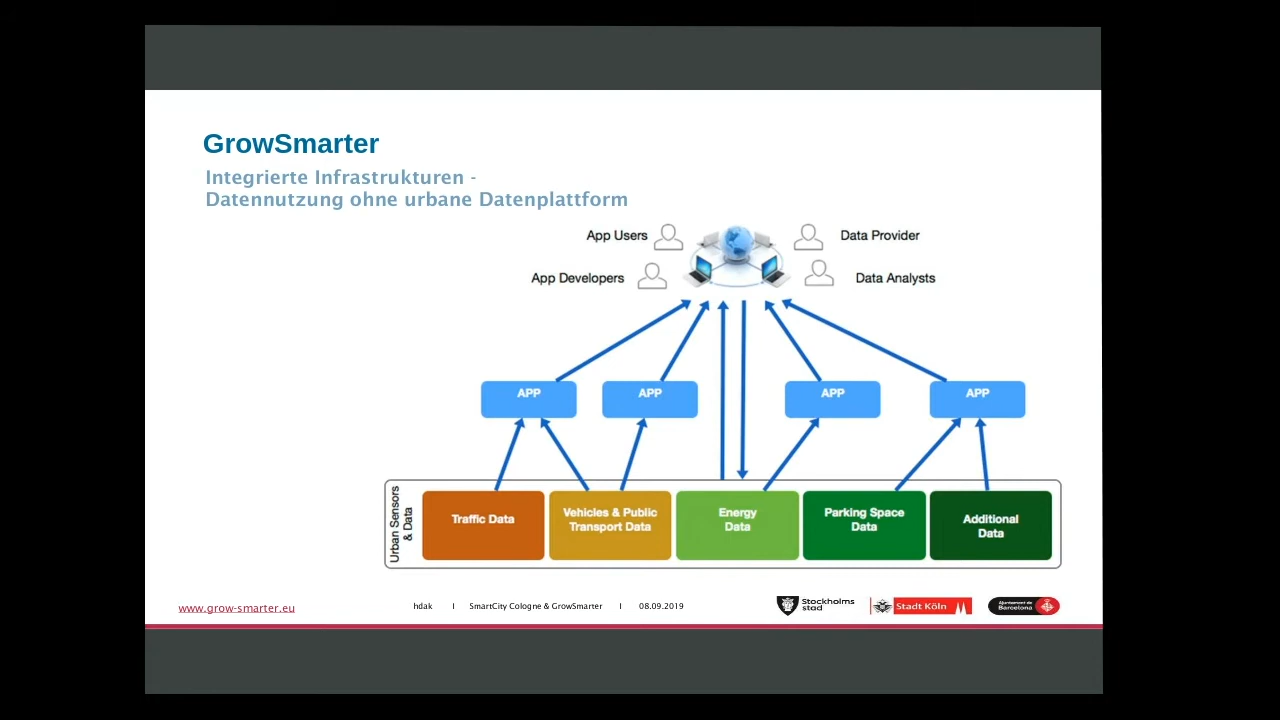 GrowSmarter
Integrierte Infrastrukturen -
Datennutzung ohne urbane Datenplattform
App Users
Data Provider
App Developers
Data Analysts
APP
APP
APP
APP
Urban Sensors
& Data
Traffic Data
Vehicles & Public
Transport Data
Energy
Data
Parking Space
Data
Additional
Data
www.grow-smarter.eu
hdak I SmartCity Cologne & GrowSmarter I 08.09.2019
Stockholms
stad
Stadt Köln
Ajuntament de
Barcelona